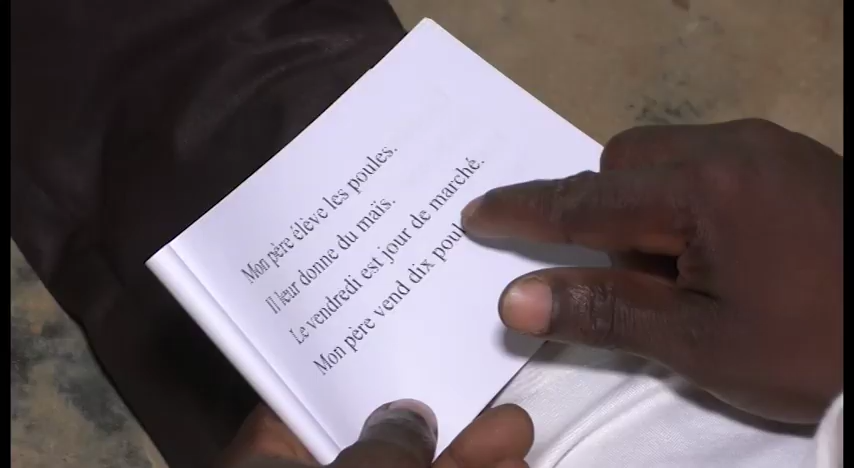 Mon père élève les poules.
Il leur donne du maïs.
Le vendredi est jour de marché.
Mon père vend dix poul